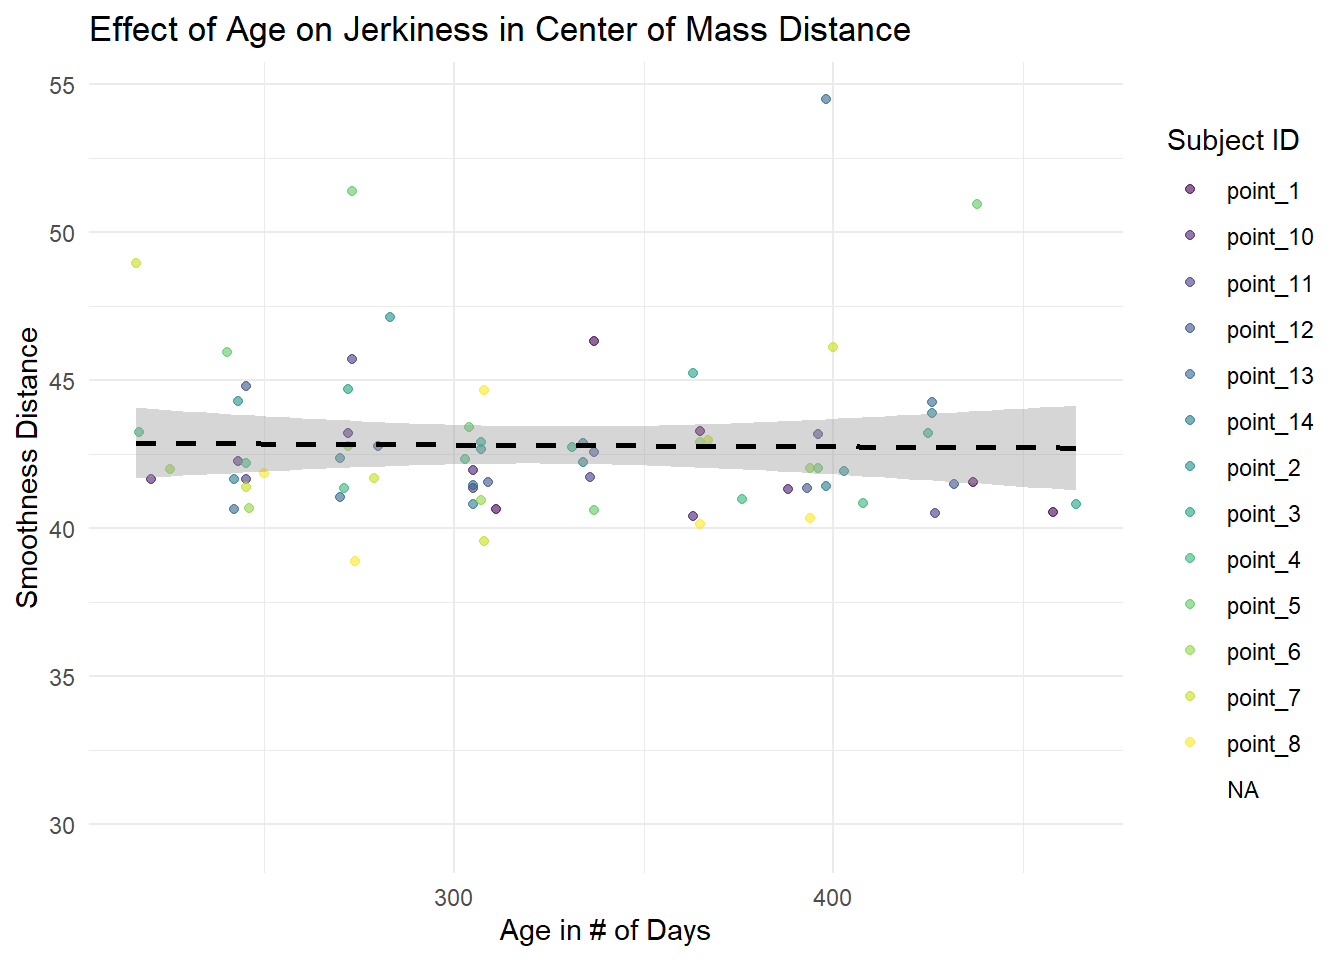 Effect of Age on Jerkiness in Center of Mass Distance
55
50
45
40
35
30
Smoothness Distance
300
400
Age in # of Days
Subject ID
point_1
point_10
point_11
point_12
point_13
point_14
point_2
point_3
point_4
point_5
point_6
point_7
point_8
NA